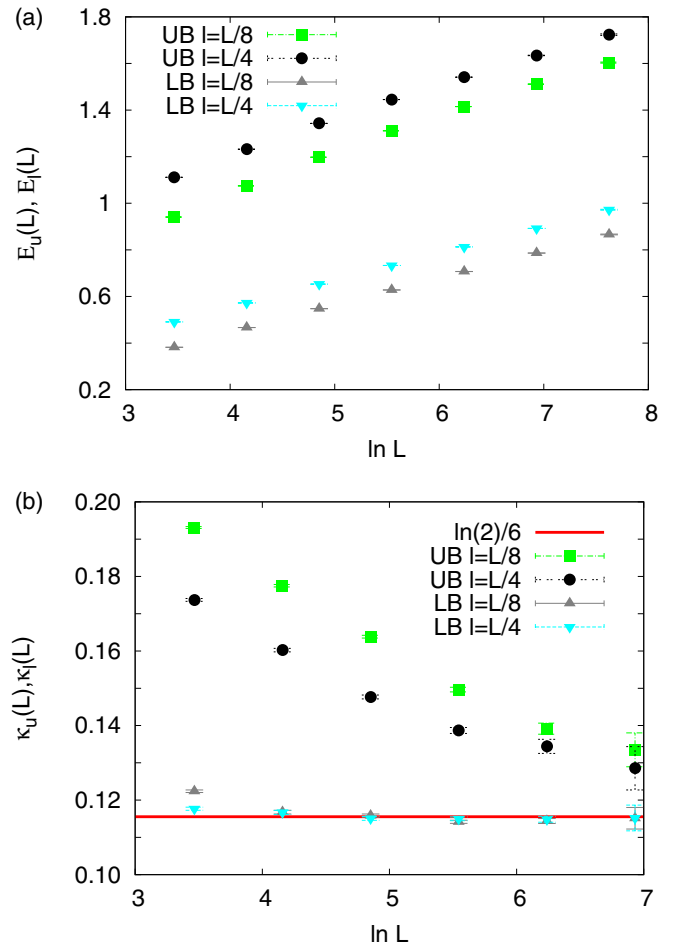 (a)
UB l=L/8
UB l=L/4
LB l=L/8
LB l=L/4
1.8
1.4
1
0.6
0.2
E_u(L), E_l(L)
3 4 5 6 7 8
ln L
(b)
ln(2)/6
UB l=L/8
UB l=L/4
LB l=L/8
LB l=L/4
0.20
0.18
0.16
0.14
0.12
0.10
κ_u(L),κ_l(L)
3 4 5 6 7
ln L